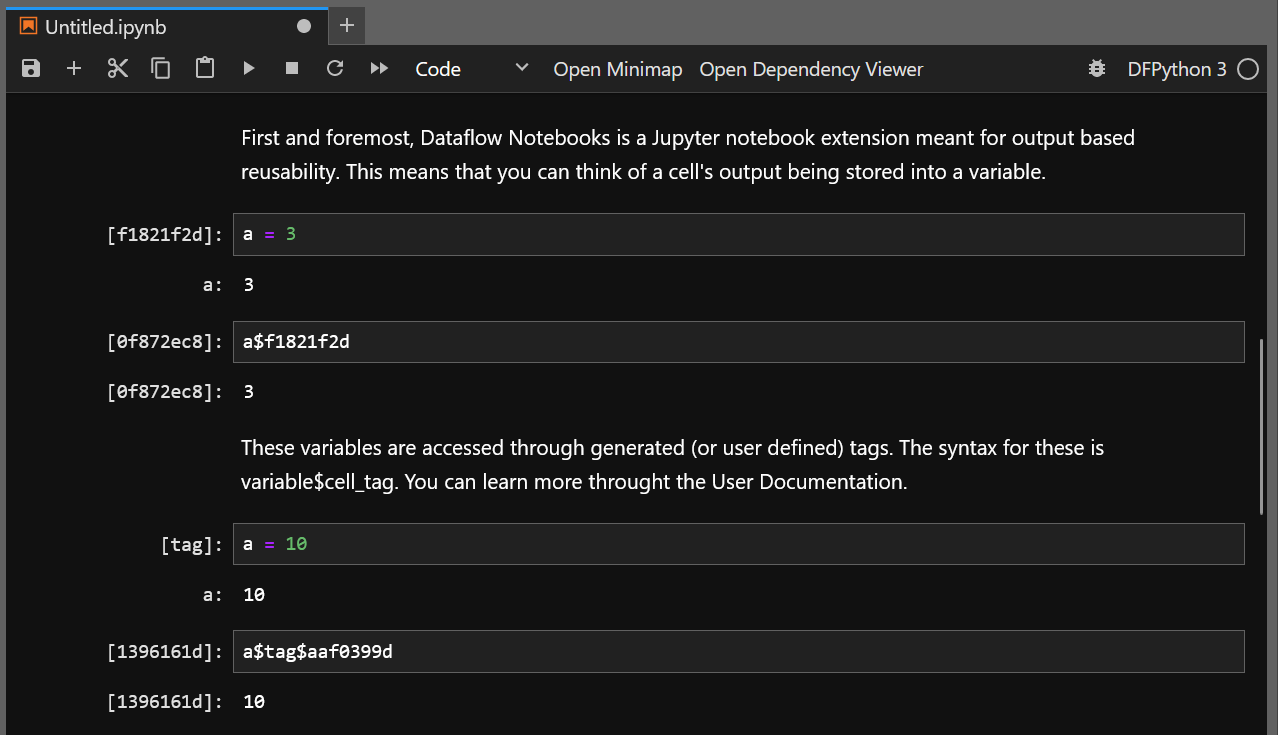 Untitled.ipynb
Code Open Minimap Open Dependency Viewer DFPython 3
First and foremost, Dataflow Notebooks is a Jupyter notebook extension meant for output based
reusability. This means that you can think of a cell's output being stored into a variable.
[f1821f2d]: a = 3
a: 3
[0f872ec8]: a$f1821f2d
[0f872ec8]: 3
These variables are accessed through generated (or user defined) tags. The syntax for these is
variable$cell_tag. You can learn more throught the User Documentation.
[tag]: a = 10
a: 10
[1396161d]: a$tag$aaf0399d
[1396161d]: 10